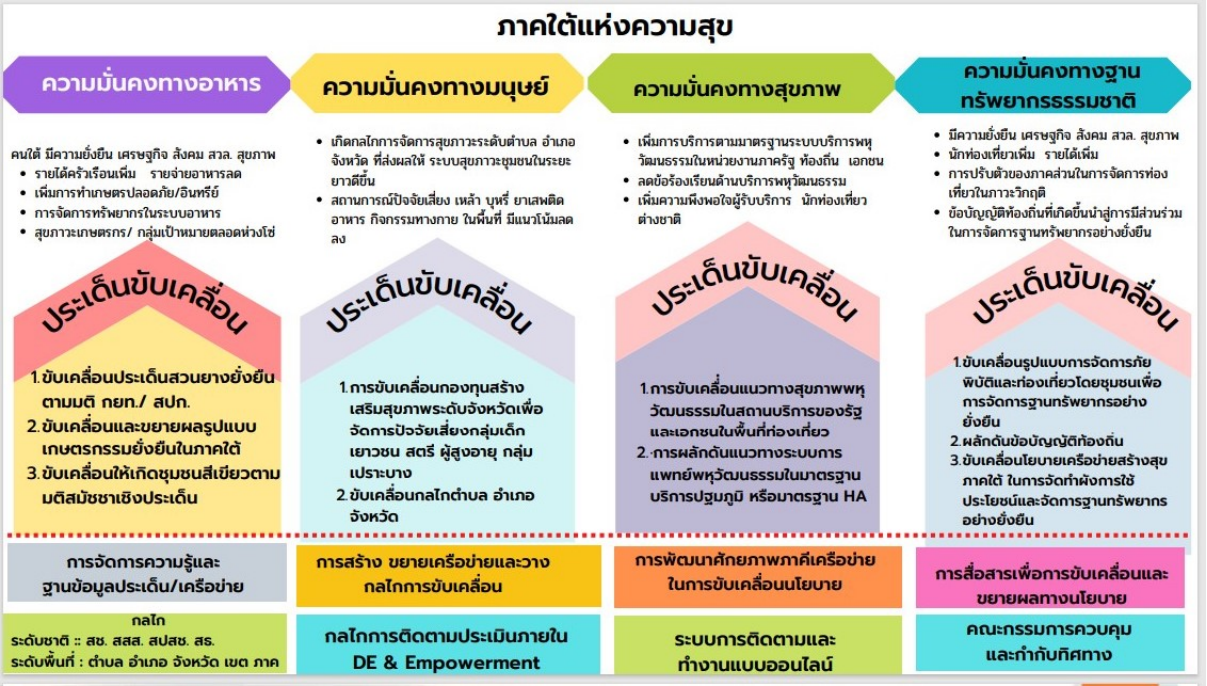 ภาคใต้แห่งความสุข
ความมั่นคงทางอาหาร
คนใต้ มีความยั่งยืน เศรษฐกิจ สังคม สวล. สุขภาพ
• รายได้ครัวเรือนเพิ่ม รายจ่ายอาหารลด
• เพิ่มการทำเกษตรปลอดภัย/อินทรีย์
• การจัดการทรัพยากรในระบบอาหาร
• สุขภาวะเกษตรกร/ กลุ่มเป้าหมายตลอดห่วงโซ่
ประเด็นขับเคลื่อน
1.ขับเคลื่อนประเด็นสวนยางยั่งยืน
ตามมติ กยท./ สปก.
2.ขับเคลื่อนและขยายผลรูปแบบ
เกษตรกรรมยั่งยืนในภาคใต้
3.ขับเคลื่อนให้เกิดชุมชนสีเขียวตาม
มติสมัชชาเชิงประเด็น
ความมั่นคงทางมนุษย์
• เกิดกลไกการจัดการสุขภาวะระดับตำบล อำเภอ
จังหวัด ที่ส่งผลให้ ระบบสุขภาวะชุมชนในระยะ
ยาวดีขึ้น
• สถานการณ์ปัจจัยเสี่ยง เหล้า บุหรี่ ยาเสพติด
อาหาร กิจกรรมทางกาย ในพื้นที่ มีแนวโน้มลด
ลง
ประเด็นขับเคลื่อน
1.การขับเคลื่อนกองทุนสร้าง
เสริมสุขภาพระดับจังหวัดเพื่อ
จัดการปัจจัยเสี่ยงกลุ่มเด็ก
เยาวชน สตรี ผู้สูงอายุ กลุ่ม
เปราะบาง
2.ขับเคลื่อนกลไกตำบล อำเภอ
จังหวัด
ความมั่นคงทางสุขภาพ
• เพิ่มการบริการตามมาตรฐานระบบบริการพหุ
วัฒนธรรมในหน่วยงานภาครัฐ ท้องถิ่น เอกชน
• ลดข้อร้องเรียนด้านบริการพหุวัฒนธรรม
• เพิ่มความพึงพอใจผู้รับบริการ นักท่องเที่ยว
ต่างชาติ
ประเด็นขับเคลื่อน
1.การขับเคลื่อนแนวทางสุขภาพพหุ
วัฒนธรรมในสถานบริการของรัฐ
และเอกชนในพื้นที่ท่องเที่ยว
2.·การผลักดันแนวทางระบบการ
แพทย์พหุวัฒนธรรมในมาตรฐาน
บริการปฐมภูมิ หรือมาตรฐาน HA
ความมั่นคงทางฐาน
ทรัพยากรธรรมชาติ
• มีความยั่งยืน เศรษฐกิจ สังคม สวล. สุขภาพ
• นักท่องเที่ยวเพิ่ม รายได้เพิ่ม
• การปรับตัวของภาคส่วนในการจัดการท่อง
เที่ยวในภาวะวิกฤติ
• ข้อบัญญัติท้องถิ่นที่เกิดขึ้นนำสู่การมีส่วนร่วม
ในการจัดการฐานทรัพยากรอย่างยั่งยืน
ประเด็นขับเคลื่อน
1.ขับเคลื่อนรูปแบบการจัดการภัย
พิบัติและท่องเที่ยวโดยชุมชนเพื่อ
การจัดการฐานทรัพยากรอย่าง
ยั่งยืน
2.ผลักดันข้อบัญญัติท้องถิ่น
3.ขับเคลื่อนโยบายเครือข่ายสร้างสุข
ภาคใต้ ในการจัดทำผังการใช้
ประโยชน์และจัดการฐานทรัพยากร
อย่างยั่งยืน
การจัดการความรู้และ
ฐานข้อมูลประเด็น/เครือข่าย
การสร้าง ขยายเครือข่ายและวาง
กลไกการขับเคลื่อน
การพัฒนาศักยภาพภาคีเครือข่าย
ในการขับเคลื่อนนโยบาย
การสื่อสารเพื่อการขับเคลื่อนและ
ขยายผลทางนโยบาย
กลไก
ระดับชาติ :: สช. สสส. สปสช. สธ.
ระดับพื้นที่ : ตำบล อำเภอ จังหวัด เขต ภาค
กลไกการติดตามประเมินภายใน
DE & Empowerment
ระบบการติดตามและ
ทำงานแบบออนไลน์
คณะกรรมการควบคุม
และกำกับทิศทาง